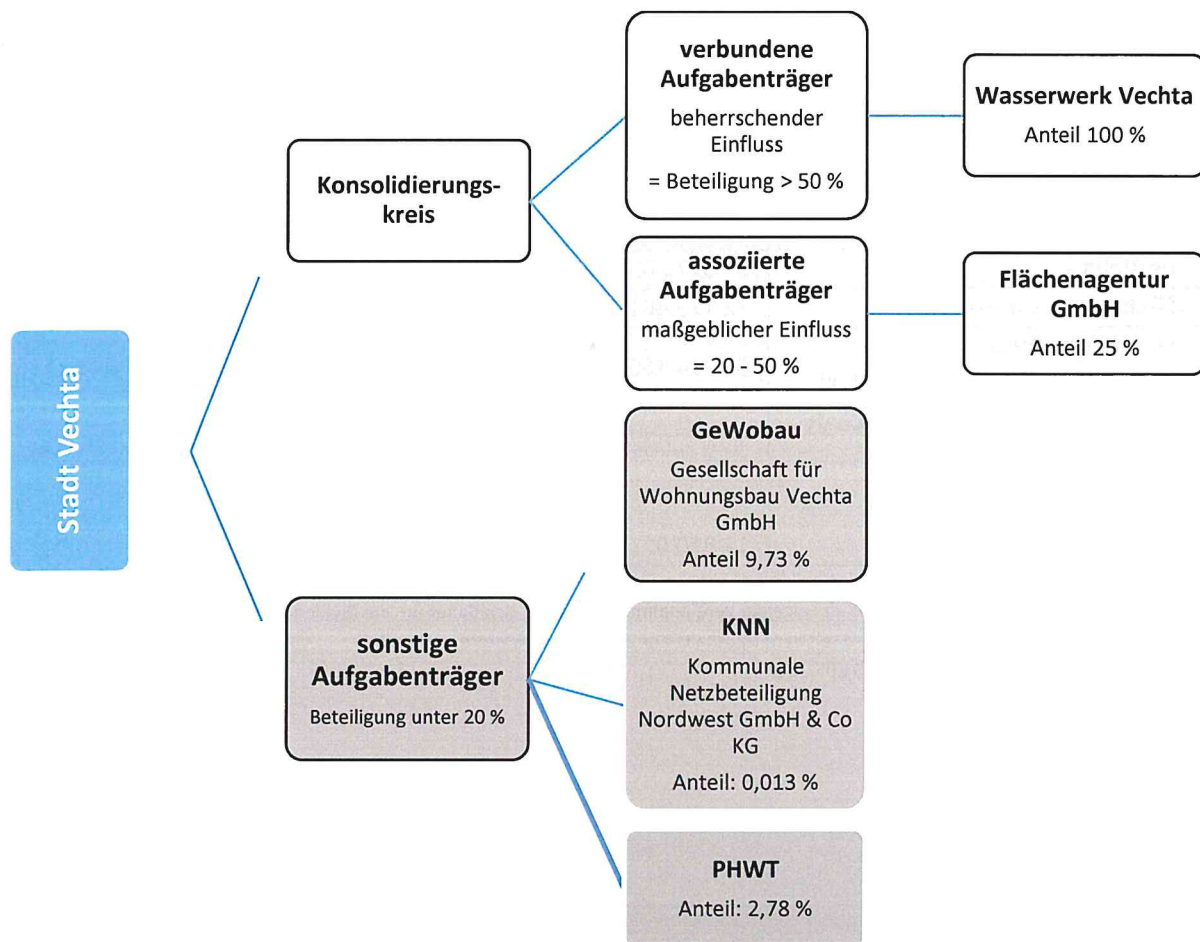 Stadt Vechta
Konsolidierungs-
kreis
verbundene
Aufgabenträger
beherrschender
Einfluss
= Beteiligung > 50 %
Wasserwerk Vechta
Anteil 100 %
assoziierte
Aufgabenträger
maßgeblicher Einfluss
= 20 - 50 %
Flächenagentur
GmbH
Anteil 25 %
sonstige
Aufgabenträger
Beteiligung unter 20 %
GeWobau
Gesellschaft für
Wohnungsbau Vechta
GmbH
Anteil 9,73 %
KNN
Kommunale
Netzbeteiligung
Nordwest GmbH & Co
KG
Anteil: 0,013 %
PHWT
Anteil: 2,78 %